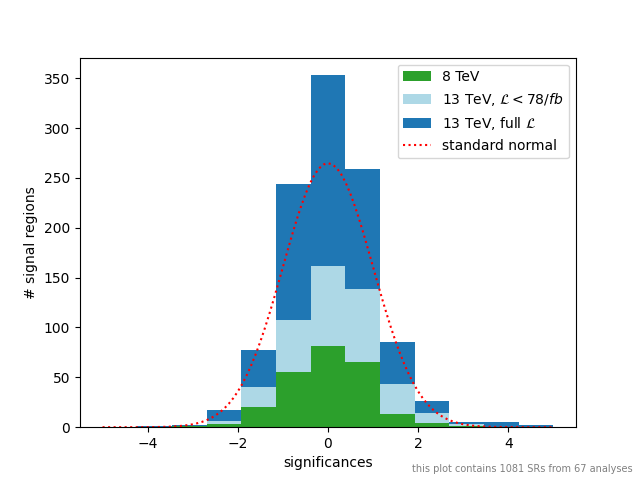 350
300
250
200
150
100
50
0
# signal regions
8 TeV
13 TeV, ℒ < 78/fb
13 TeV, full ℒ
standard normal
−4 −2 0 2 4
significances
this plot contains 1081 SRs from 67 analyses